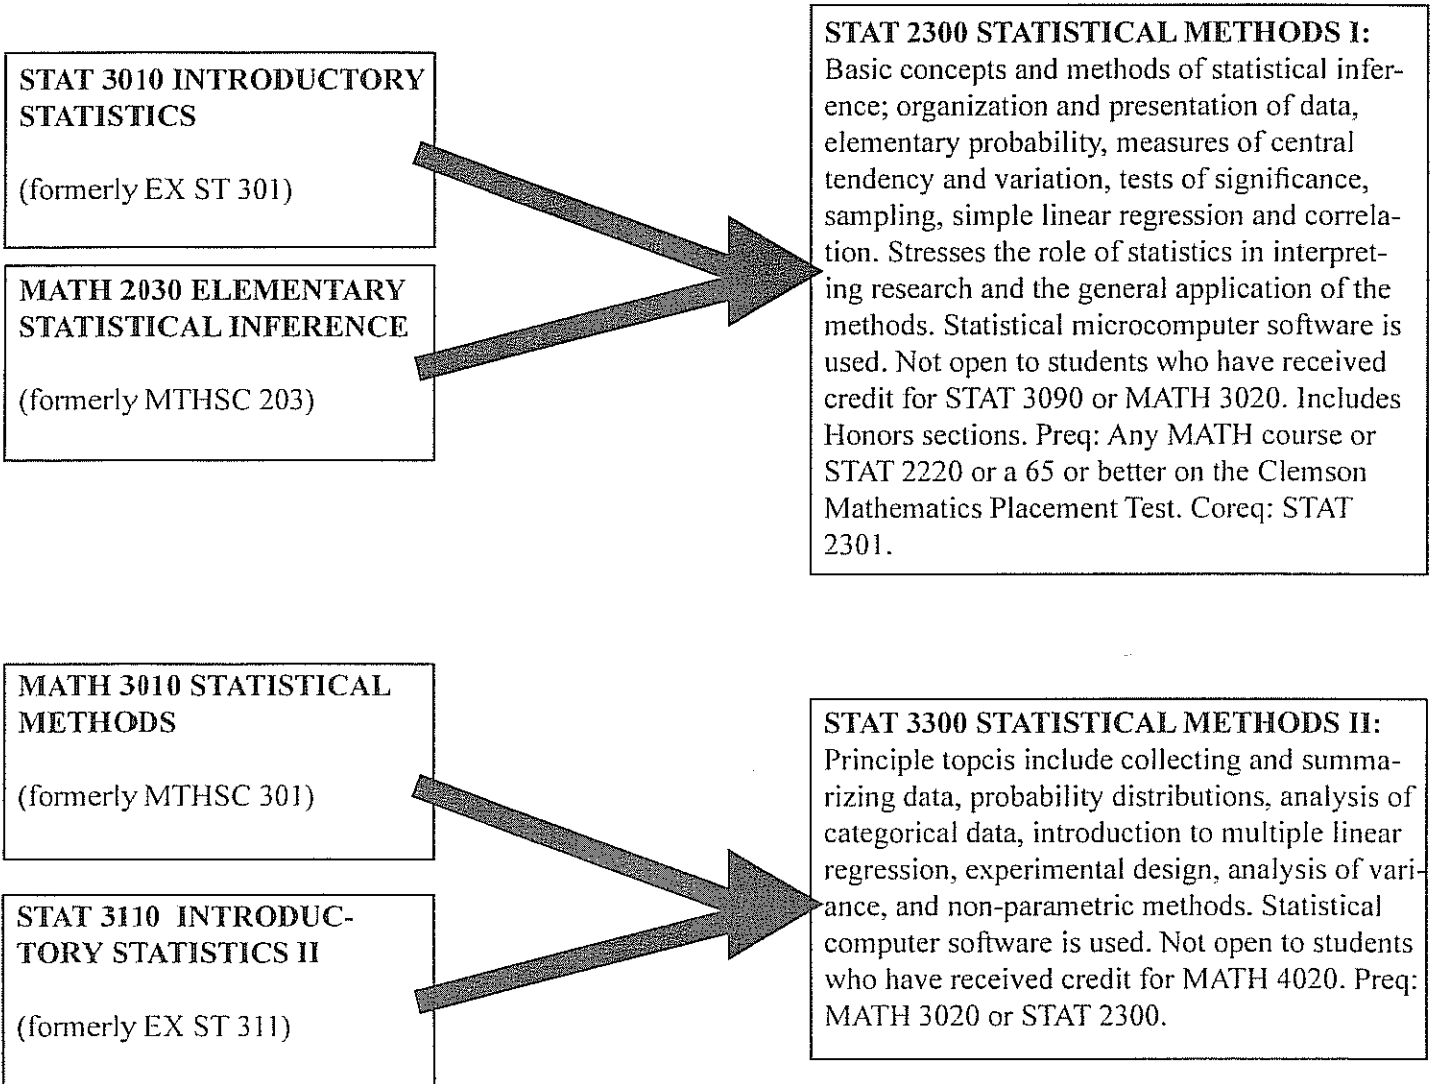 STAT 3010 INTRODUCTORY
STATISTICS
(formerly EX ST 301)
MATH 2030 ELEMENTARY
STATISTICAL INFERENCE
(formerly MTHSC 203)
STAT 2300 STATISTICAL METHODS I:
Basic concepts and methods of statistical infer-
ence; organization and presentation of data,
elementary probability, measures of central
tendency and variation, tests of significance,
sampling, simple linear regression and correla-
tion. Stresses the role of statistics in interpret-
ing research and the general application of the
methods. Statistical microcomputer software is
used. Not open to students who have received
credit for STAT 3090 or MATH 3020. Includes
Honors sections. Preq: Any MATH course or
STAT 2220 or a 65 or better on the Clemson
Mathematics Placement Test. Coreq: STAT
2301.
MATH 3010 STATISTICAL
METHODS
(formerly MTHSC 301)
STAT 3110 INTRODUC-
TORY STATISTICS II
(formerly EX ST 311)
STAT 3300 STATISTICAL METHODS II:
Principle topcis include collecting and summa-
rizing data, probability distributions, analysis of
categorical data, introduction to multiple linear
regression, experimental design, analysis of vari-
ance, and non-parametric methods. Statistical
computer software is used. Not open to students
who have received credit for MATH 4020. Preq:
MATH 3020 or STAT 2300.